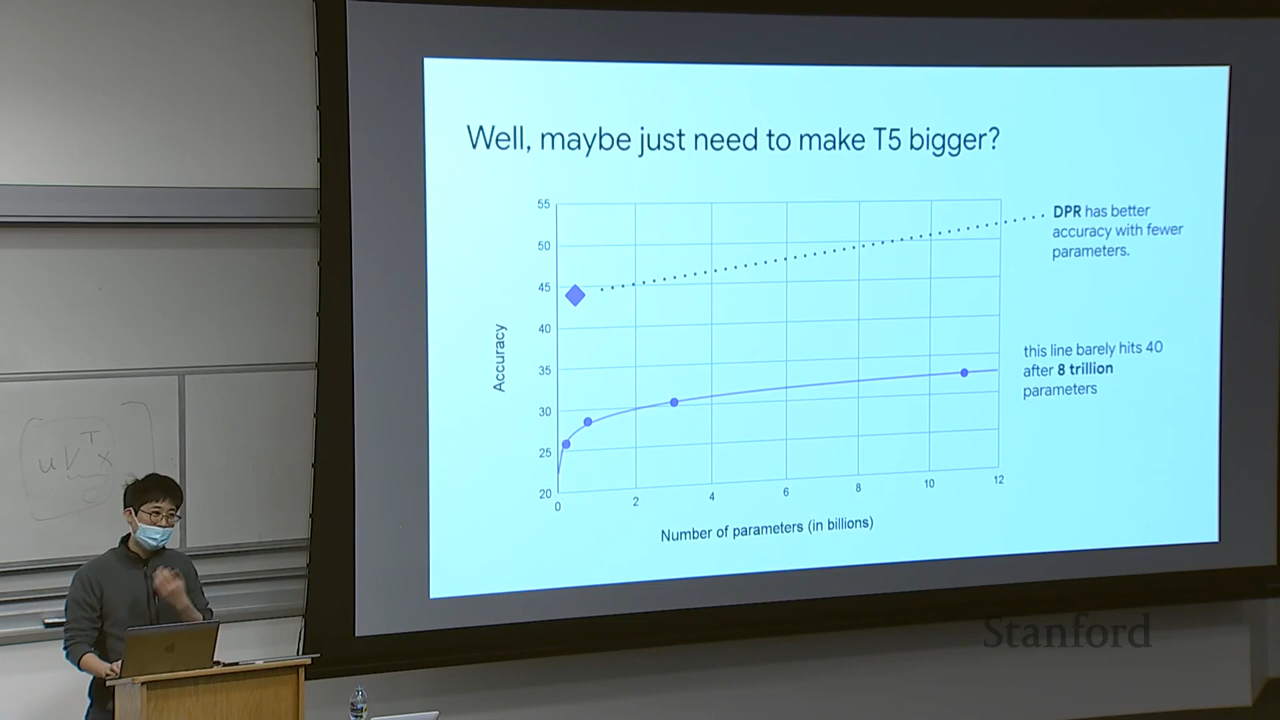 Well, maybe just need to make T5 bigger?
55
50
45
40
35
30
25
20
0
2
4
6
8
10
12
Accuracy
Number of parameters (in billions)
DPR has better
accuracy with fewer
parameters.
this line barely hits 40
after 8 trillion
parameters
u V T x
Stanford